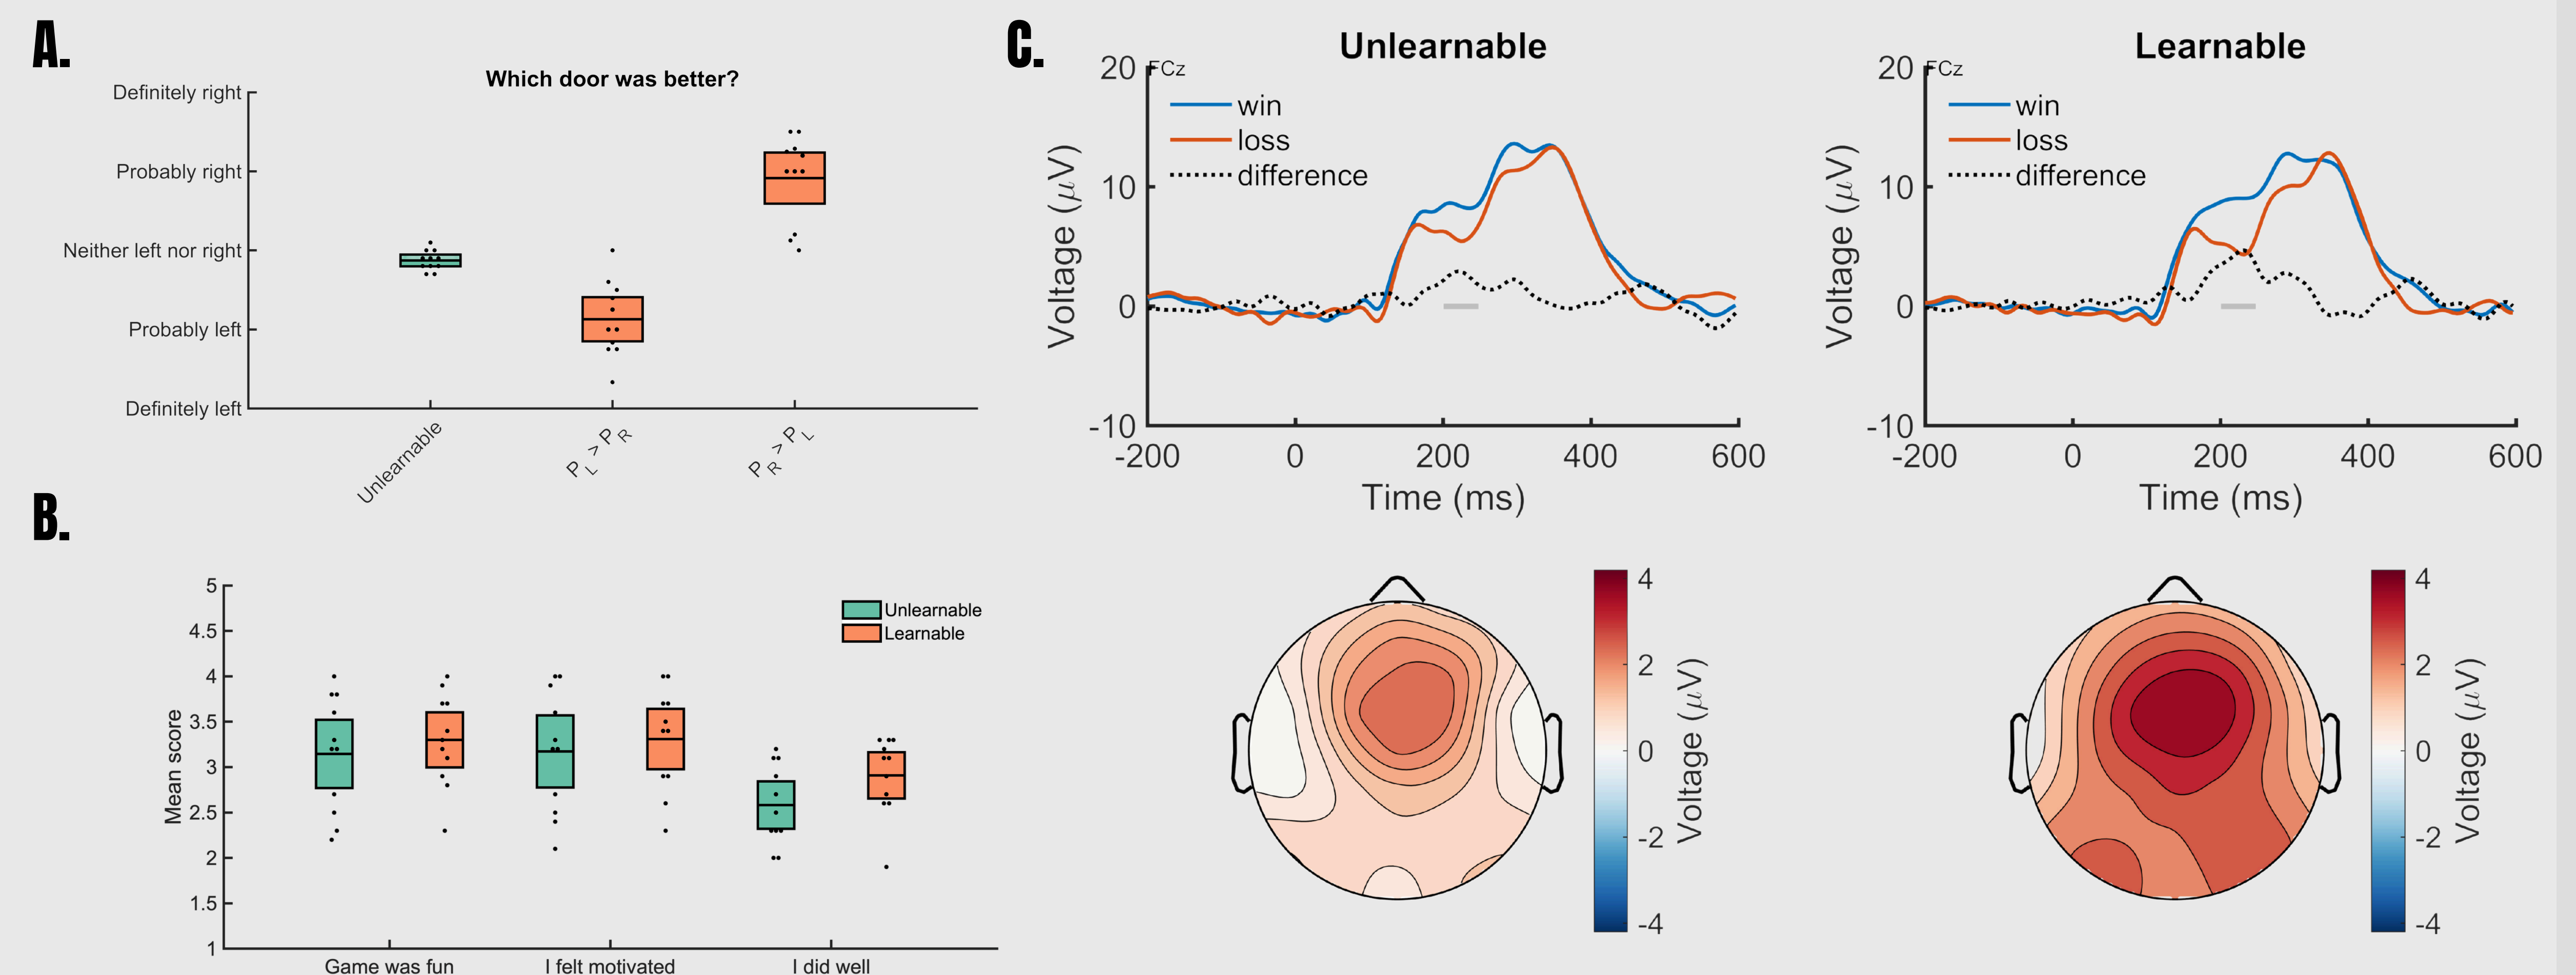 A.
Which door was better?
Definitely right
Probably right
Neither left nor right
Probably left
Definitely left
Unlearnable
P L > P R
P R > P L
B.
5
4.5
4
3.5
3
2.5
2
1.5
1
Mean score
Unlearnable
Learnable
Game was fun
I felt motivated
I did well
C.
Unlearnable
FCz
20
10
0
-10
Voltage (μV)
win
loss
difference
-200 0 200 400 600
Time (ms)
Learnable
FCz
20
10
0
-10
Voltage (μV)
win
loss
difference
-200 0 200 400 600
Time (ms)
4
2
0
-2
-4
Voltage (μV)
4
2
0
-2
-4
Voltage (μV)